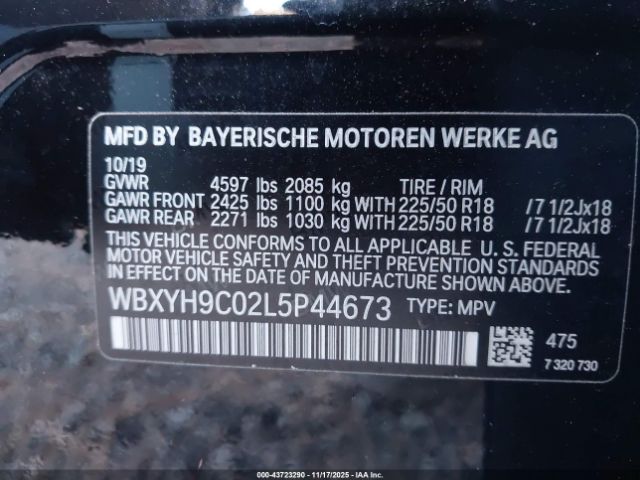 MFD BY BAYERISCHE MOTOREN WERKE AG
10/19
GVWR 4597 lbs 2085 kg TIRE / RIM
GAWR FRONT 2425 lbs 1100 kg WITH 225/50 R18 /7 1/2Jx18
GAWR REAR 2271 lbs 1030 kg WITH 225/50 R18 /7 1/2Jx18
THIS VEHICLE CONFORMS TO ALL APPLICABLE U. S. FEDERAL
MOTOR VEHICLE SAFETY, BUMPER, AND THEFT PREVENTION STANDARDS
IN EFFECT ON THE DATE OF MANUFACTURE SHOWN ABOVE.
WBXYH9C02L5P44673 TYPE: MPV
475
7 320 730
000-43723290 - 11/17/2025 - IAA Inc.